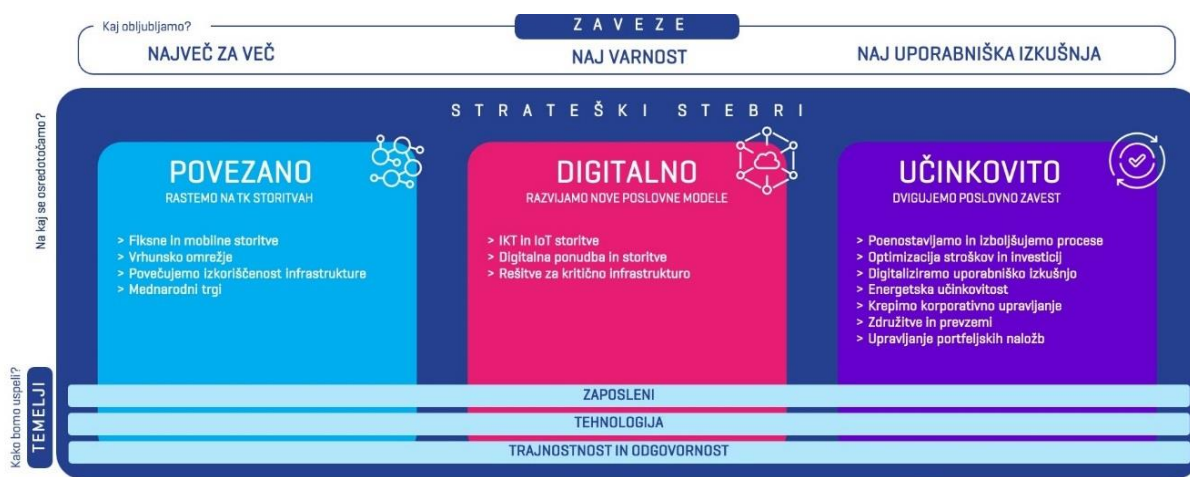 Kaj obljubljamo?
ZAVEZE
NAJVEČ ZA VEČ
NAJ VARNOST
NAJ UPORABNIŠKA IZKUŠNJA
Na kaj se osredotočamo?
STRATEŠKI STEBRI
POVEZANO
RASTEMO NA TK STORITVAH
> Fiksne in mobilne storitve
> Vrhunsko omrežje
> Povečujemo izkoriščenost infrastrukture
> Mednarodni trgi
DIGITALNO
RAZVIJAMO NOVE POSLOVNE MODELE
> IKT in IoT storitve
> Digitalna ponudba in storitve
> Rešitve za kritično infrastrukturo
UČINKOVITO
DVIGUJEMO POSLOVNO ZAVEST
> Poenostavljamo in izboljšujemo procese
> Optimizacija stroškov in investicij
> Digitaliziramo uporabniško izkušnjo
> Energetska učinkovitost
> Krepimo korporativno upravljanje
> Združitve in prevzemi
> Upravljanje portfeljskih naložb
Kako bomo uspeli?
TEMELJI
ZAPOSLENI
TEHNOLOGIJA
TRAJNOSTNOST IN ODGOVORNOST